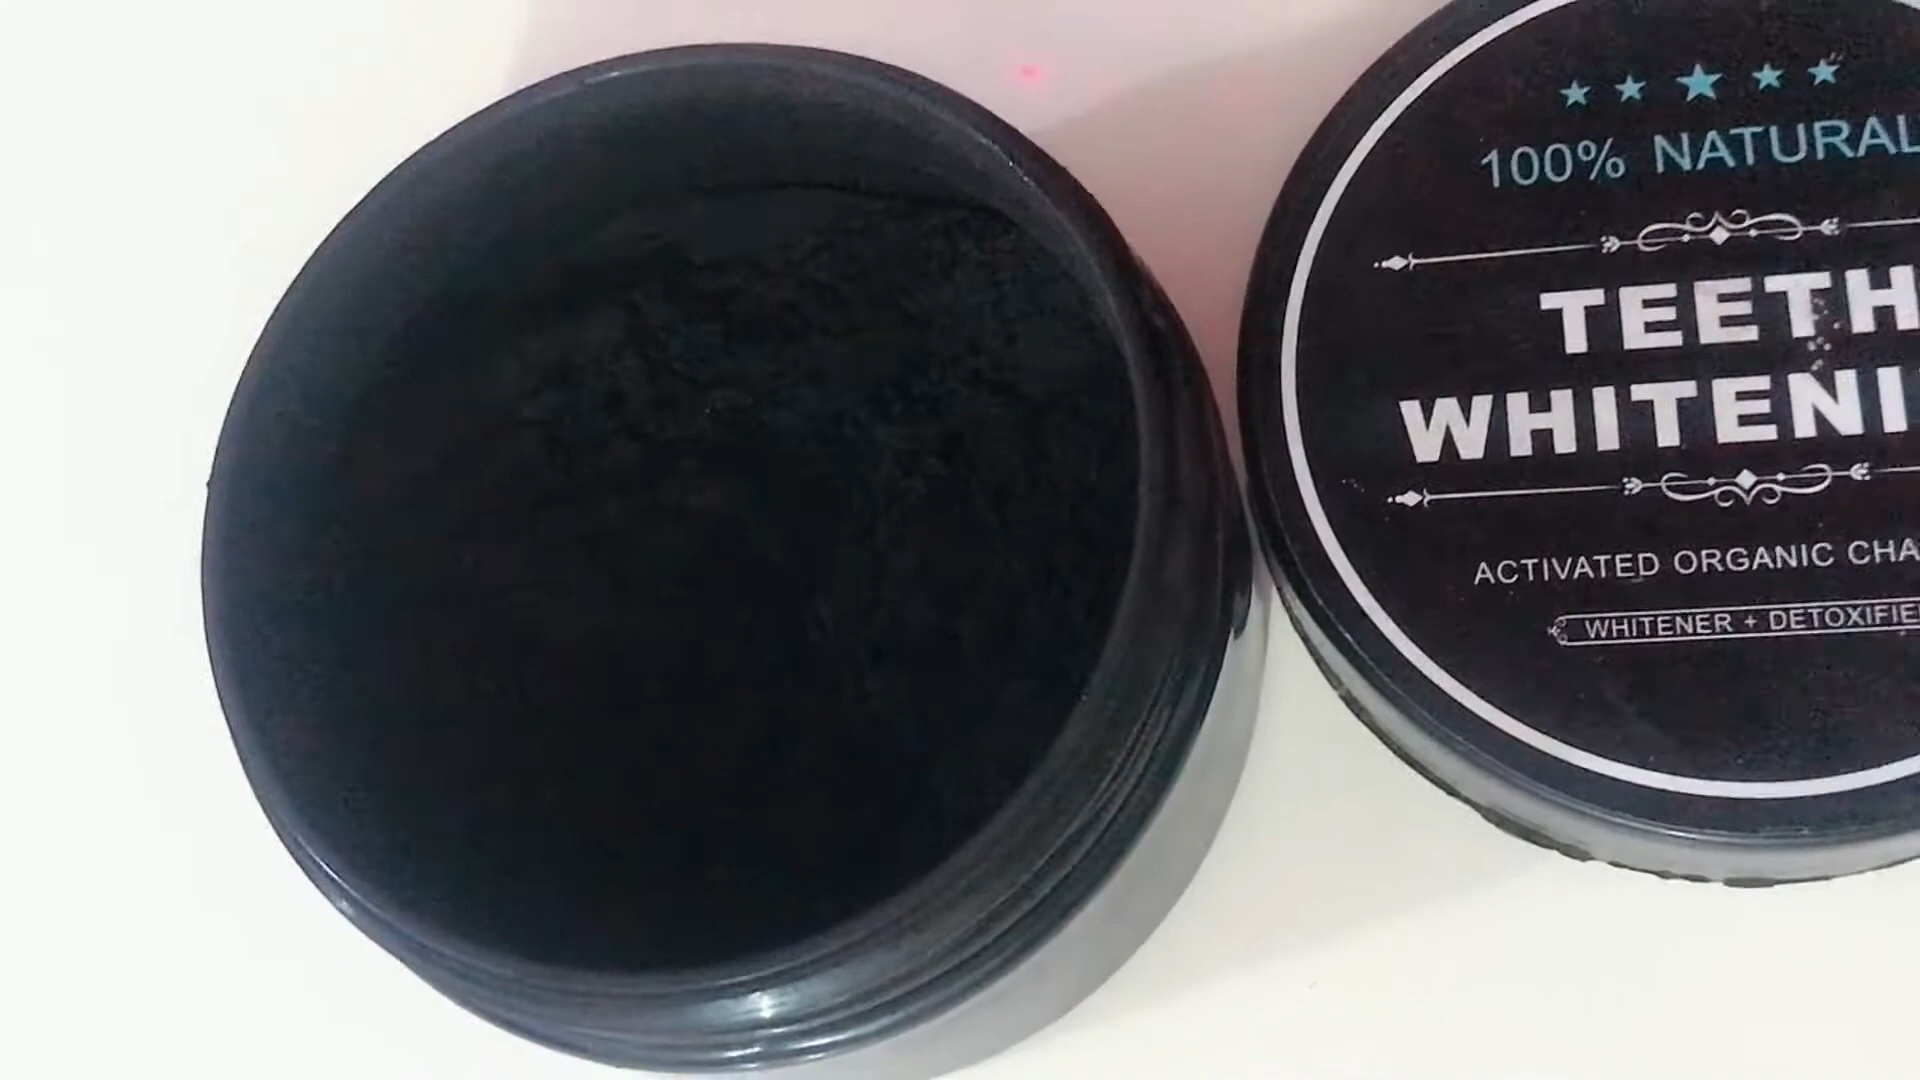 100% NATURAL
TEETH
WHITENI
ACTIVATED ORGANIC CHA
WHITENER + DETOXIFIE